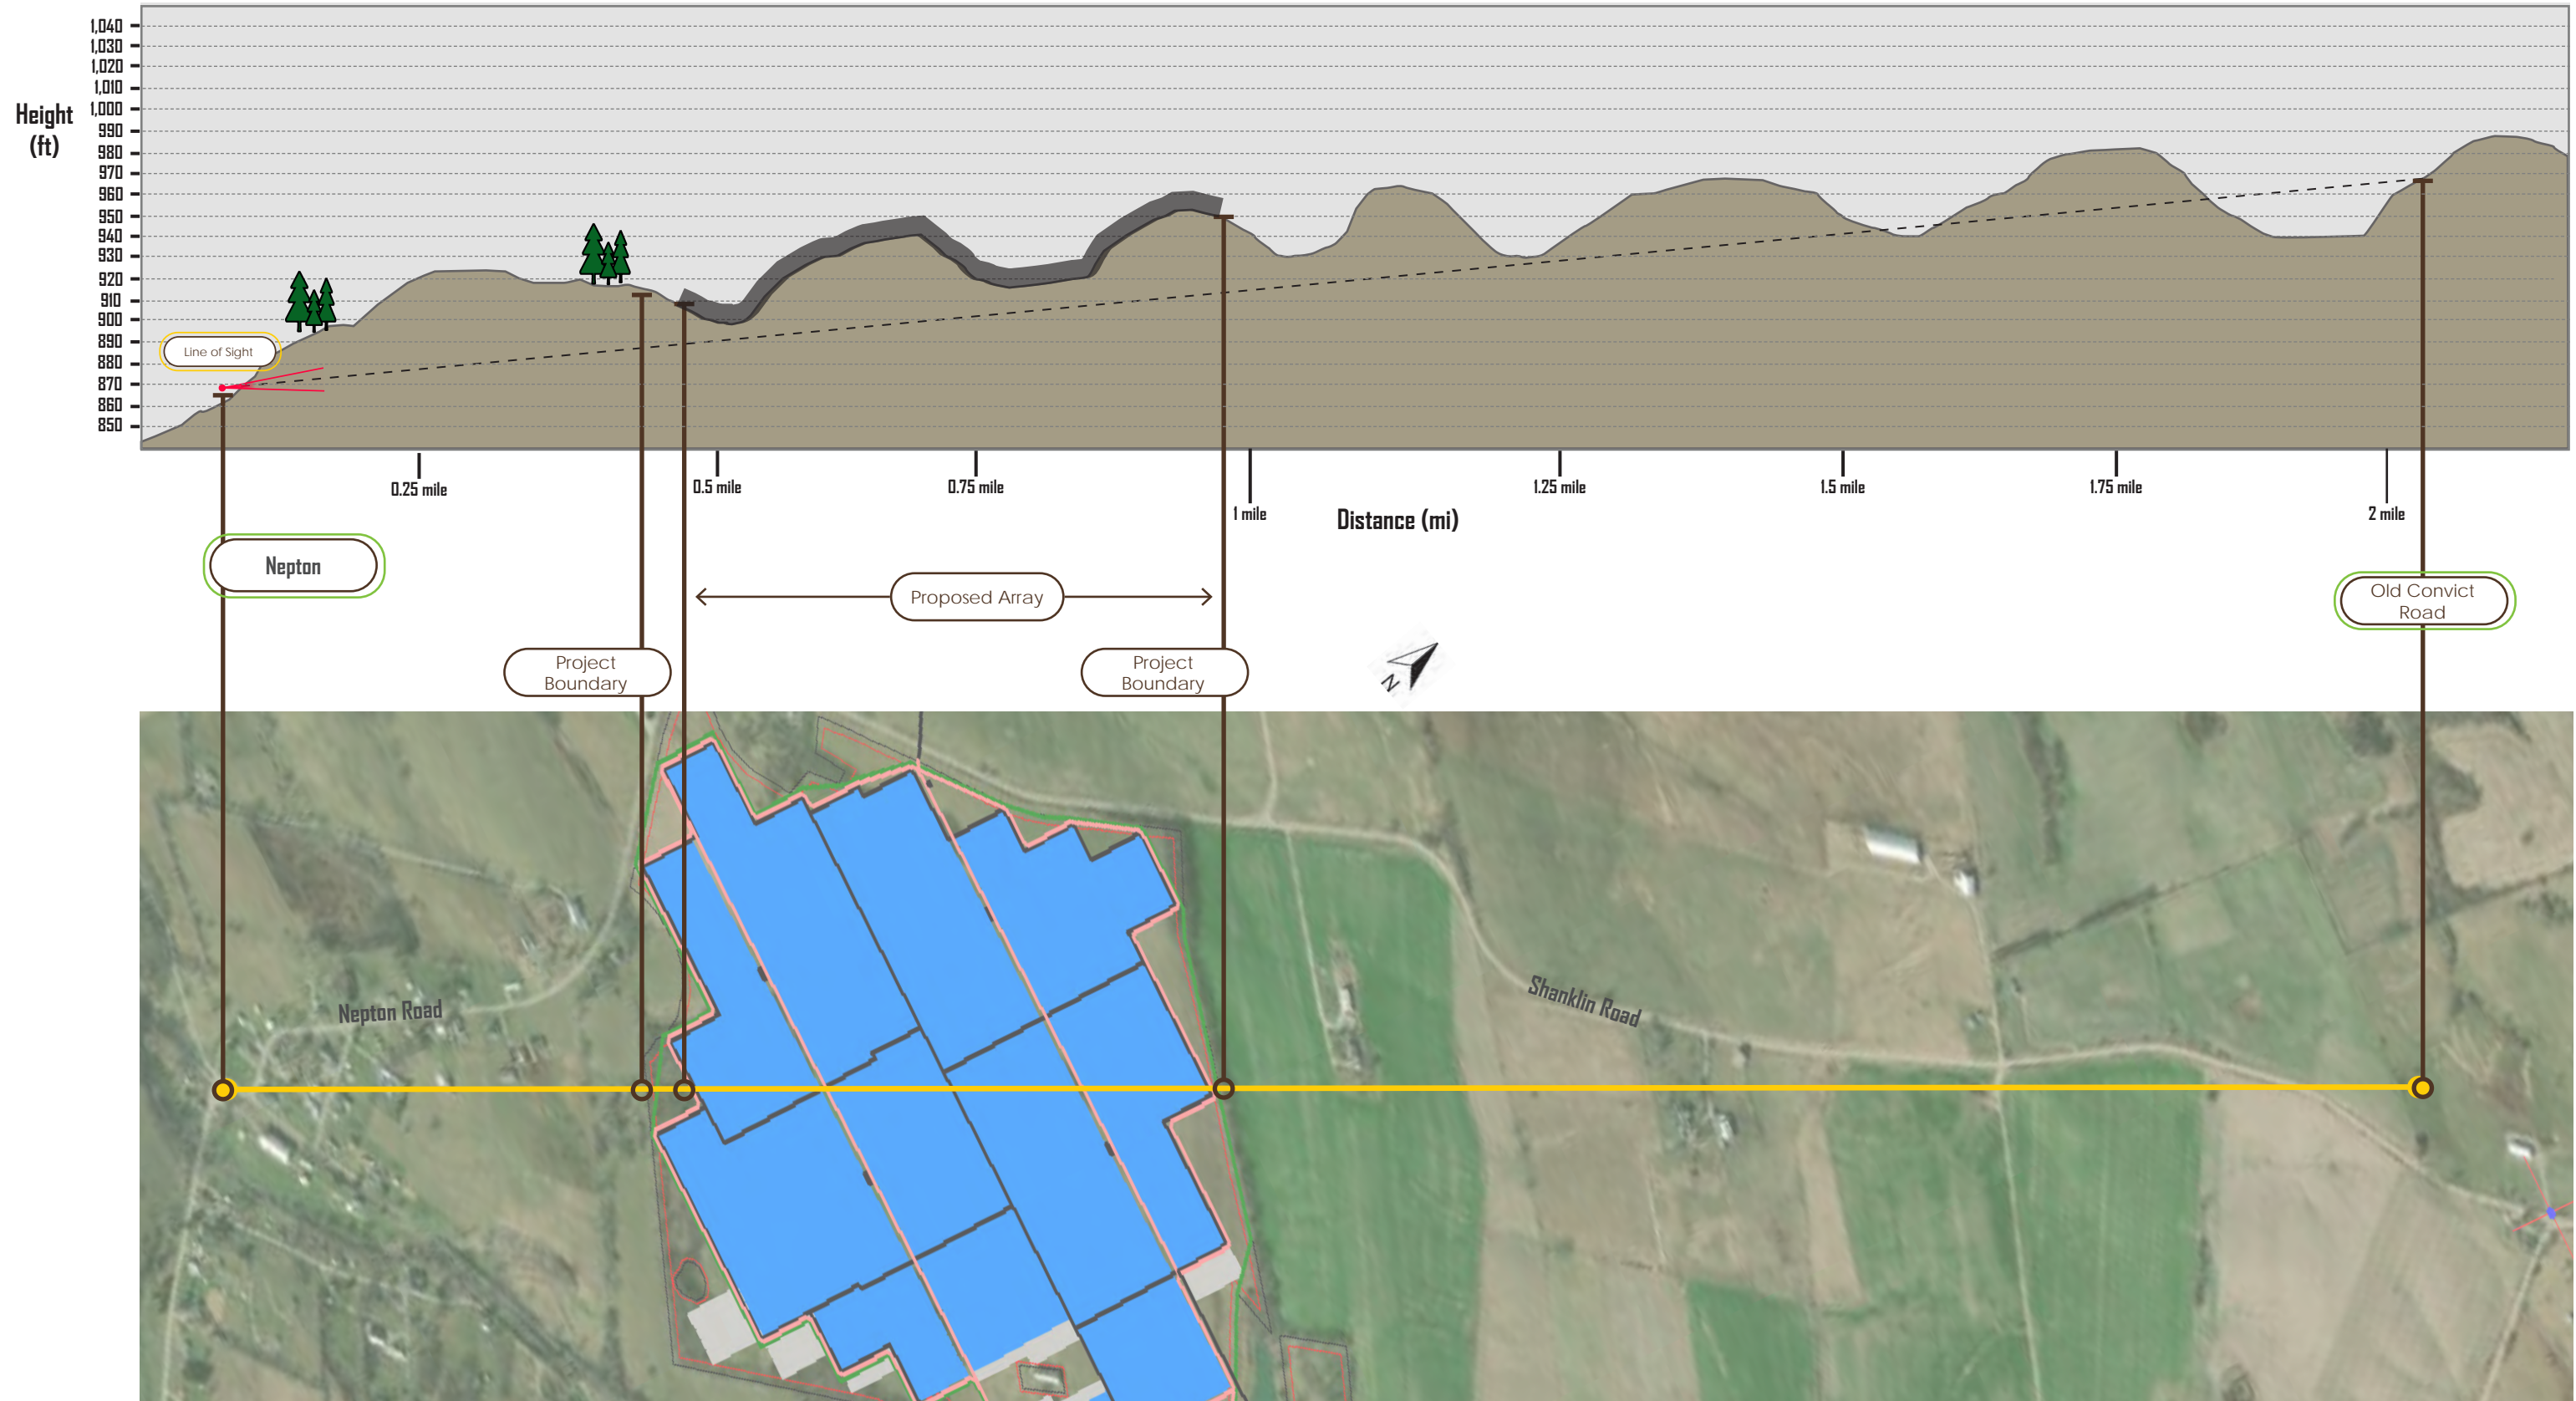 1,040
1,030
1,020
1,010
1,000
990
980
970
960
950
940
930
920
910
900
890
880
870
860
850
Height
(ft)
Line of Sight
0.25 mile
0.5 mile
0.75 mile
1 mile
1.25 mile
1.5 mile
1.75 mile
2 mile
Distance (mi)
Nepton
Proposed Array
Old Convict
Road
Project
Boundary
Project
Boundary
N
Nepton Road
Shanklin Road